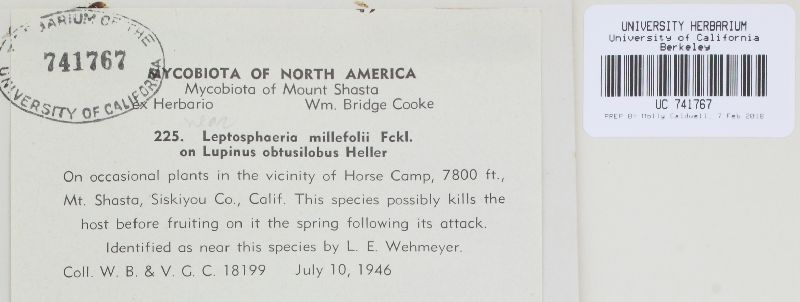 HERBARIUM OF THE
741767
UNIVERSITY OF CALIFORNIA
MYCOBIOTA OF NORTH AMERICA
Mycobiota of Mount Shasta
ex Herbario Wm. Bridge Cooke
near
225. Leptosphaeria millefolii Fckl.
on Lupinus obtusilobus Heller
On occasional plants in the vicinity of Horse Camp, 7800 ft.,
Mt. Shasta, Siskiyou Co., Calif. This species possibly kills the
host before fruiting on it the spring following its attack.
Identified as near this species by L. E. Wehmeyer.
Coll. W. B. & V. G. C. 18199 July 10, 1946
UNIVERSITY HERBARIUM
University of California
Berkeley
UC 741767
PREP BY Molly Caldwell, 7 Feb 2018